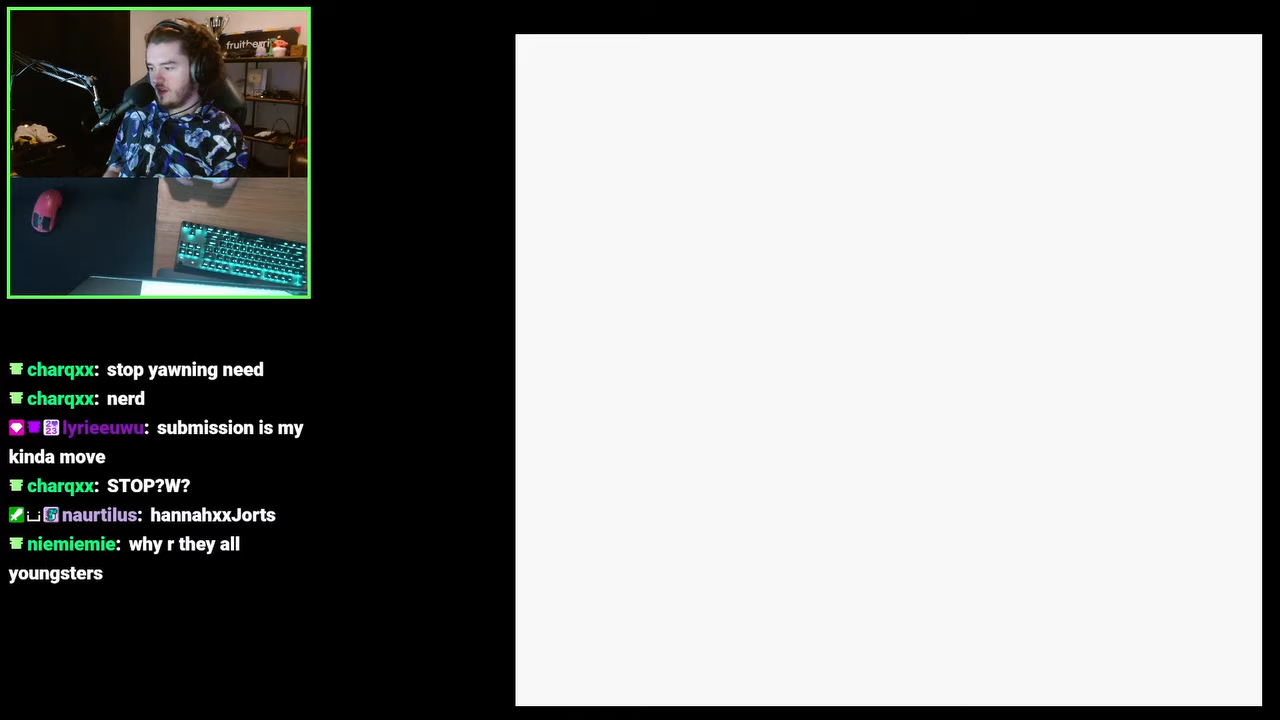 fruitberri
charqxx: stop yawning need
charqxx: nerd
lyrieeuwu: submission is my
kinda move
charqxx: STOP?W?
naurtilus: hannahxxJorts
niemiemie: why r they all
youngsters